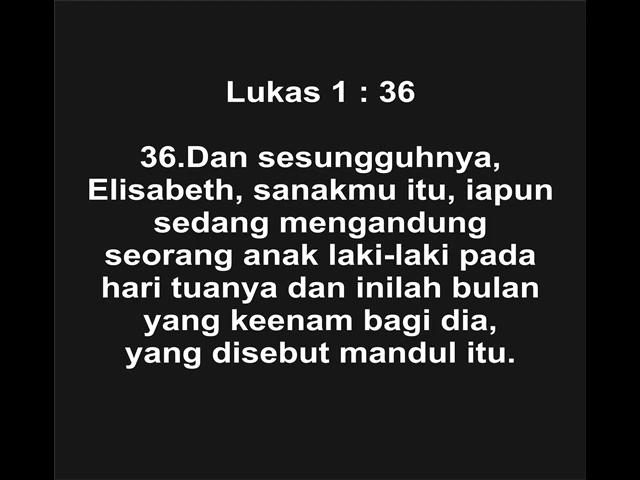 Lukas 1 : 36
36.Dan sesungguhnya,
Elisabeth, sanakmu itu, iapun
sedang mengandung
seorang anak laki-laki pada
hari tuanya dan inilah bulan
yang keenam bagi dia,
yang disebut mandul itu.